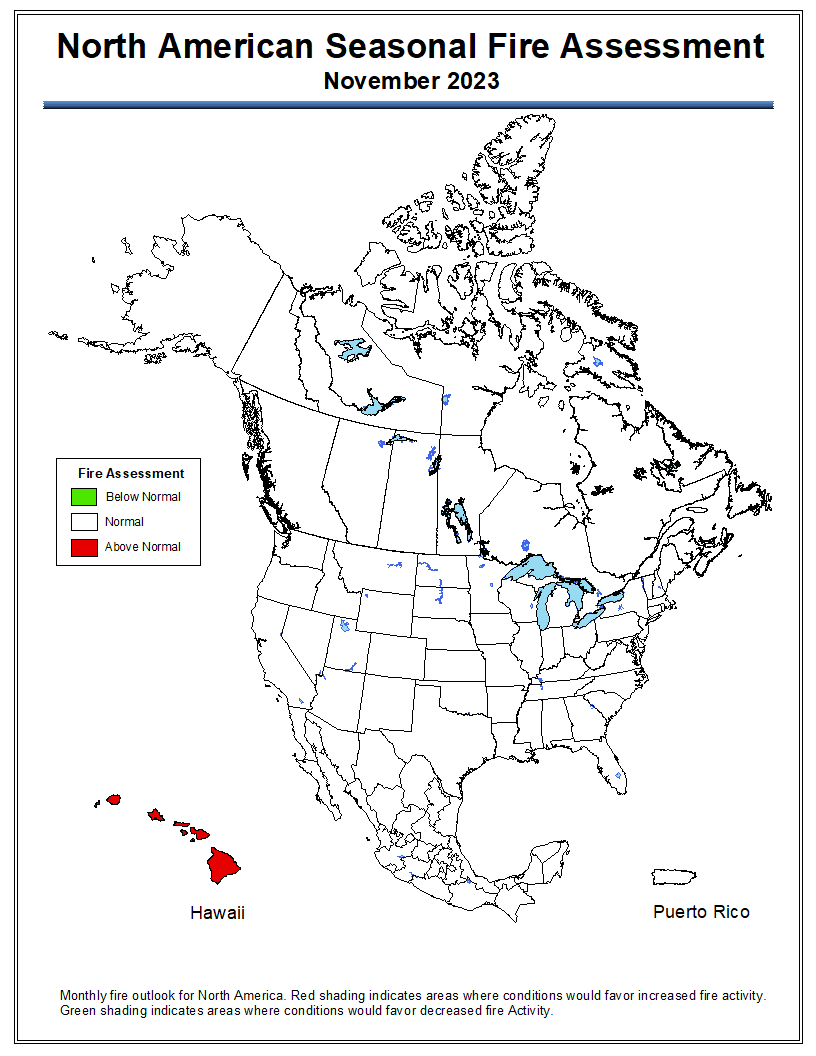 North American Seasonal Fire Assessment
November 2023
Fire Assessment
Below Normal
Normal
Above Normal
Hawaii
Puerto Rico
Monthly fire outlook for North America. Red shading indicates areas where conditions would favor increased fire activity.
Green shading indicates areas where conditions would favor decreased fire Activity.